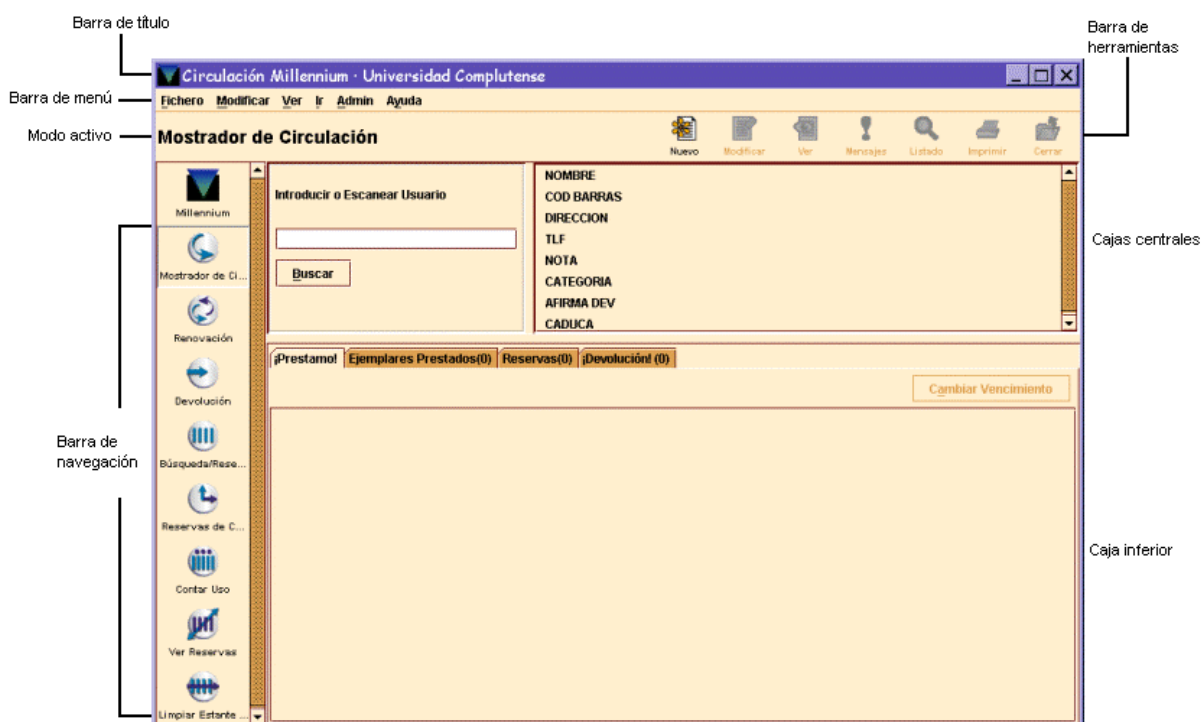 Barra de título
Barra de
herramientas
Circulación Millennium · Universidad Complutense
Barra de menú
Fichero Modificar Ver Ir Admin Ayuda
Modo activo
Mostrador de Circulación
Nuevo Modificar Ver Mensajes Listado Imprimir Cerrar
Millennium
Mostrador de Ci...
Renovación
Devolución
Búsqueda/Rese...
Reservas de C...
Contar Uso
Ver Reservas
Limpiar Estante ...
Barra de
navegación
Introducir o Escanear Usuario
Buscar
NOMBRE
COD BARRAS
DIRECCION
TLF
NOTA
CATEGORIA
AFIRMA DEV
CADUCA
Cajas centrales
¡Prestamo! Ejemplares Prestados(0) Reservas(0) ¡Devolución! (0)
Cambiar Vencimiento
Caja inferior